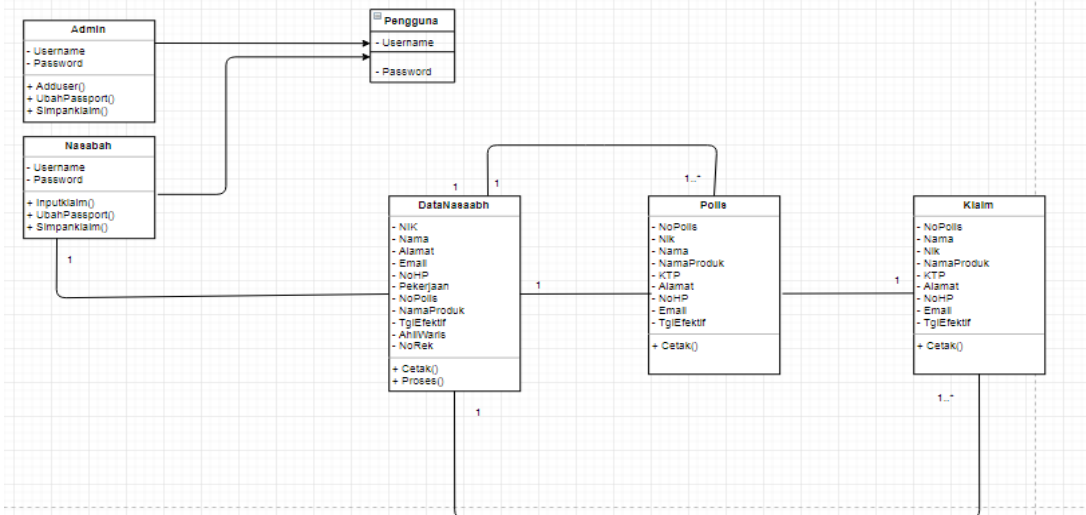 Admin
- Username
- Password
+ Adduser()
+ UbahPassport()
+ Simpanklaim()
Pengguna
- Username
- Password
Nasabah
- Username
- Password
+ Inputklaim()
+ UbahPassport()
+ Simpanklaim()
1
1
1
1..*
DataNasaabh
- NIK
- Nama
- Alamat
- Email
- NoHP
- Pekerjaan
- NoPolis
- NamaProduk
- TglEfektif
- AhliWaris
- NoRek
+ Cetak()
+ Proses()
1
1
Polis
- NoPolis
- Nik
- Nama
- NamaProduk
- KTP
- Alamat
- NoHP
- Email
- TglEfektif
+ Cetak()
1
Klaim
- NoPolis
- Nama
- Nik
- NamaProduk
- KTP
- Alamat
- NoHP
- Email
- TglEfektif
+ Cetak()
1..*